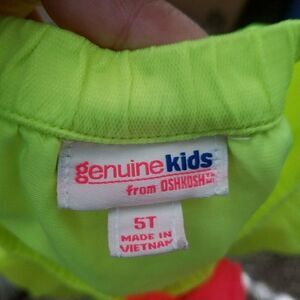 genuine kids
from OSHKOSH
5T
MADE IN
VIETNAM